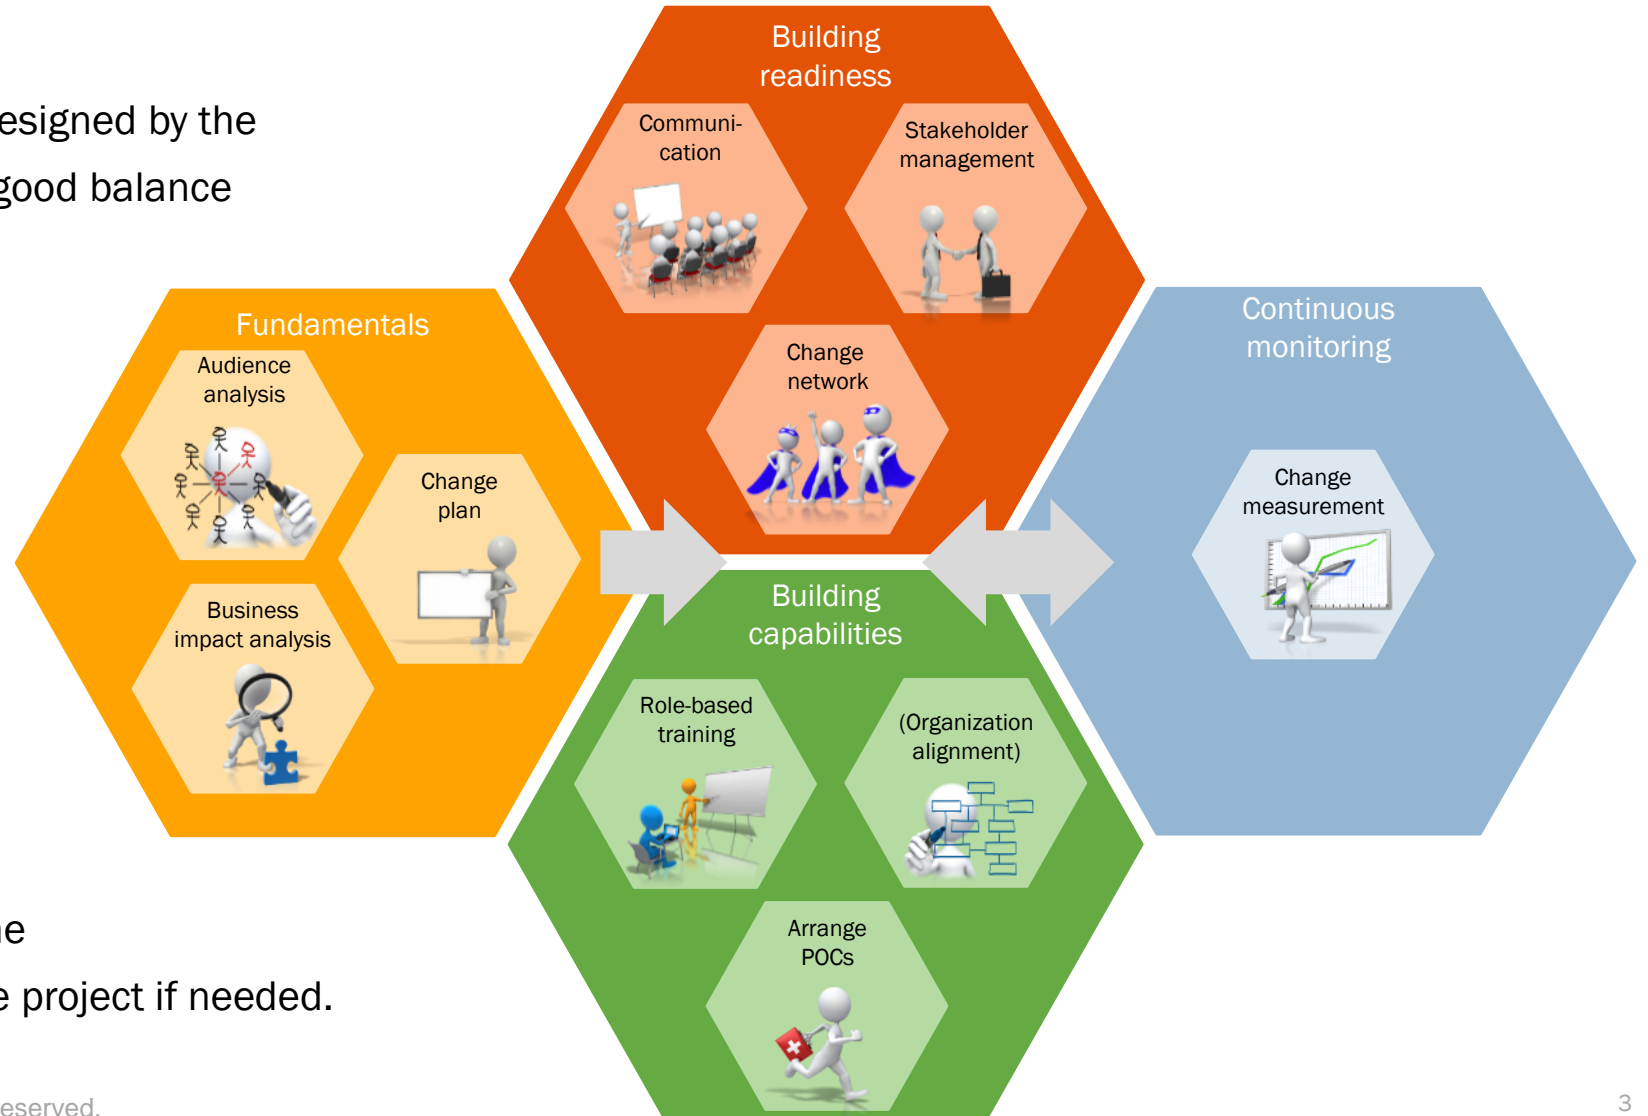 esigned by the
good balance
Building
readiness
Communi-
cation
Stakeholder
management
Change
network
Fundamentals
Audience
analysis
Change
plan
Business
impact analysis
Continuous
monitoring
Change
measurement
Building
capabilities
Role-based
training
(Organization
alignment)
Arrange
POCs
e project if needed.
eserved.
3